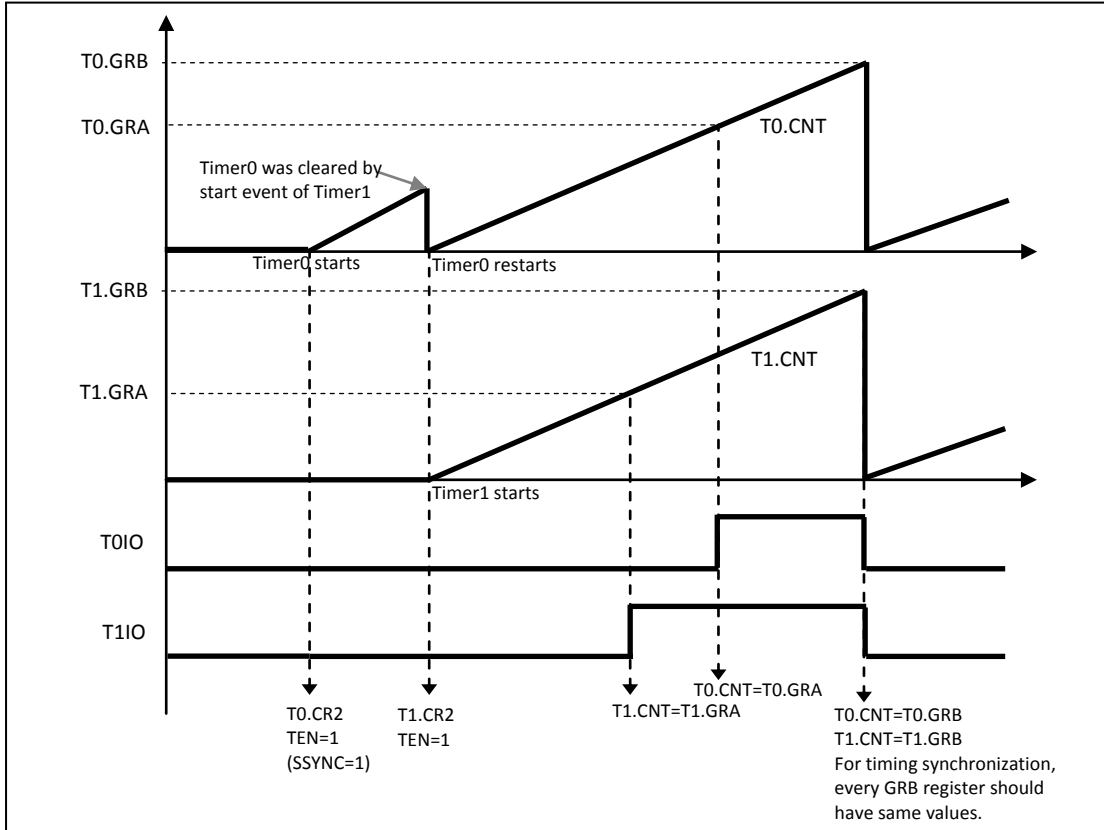 T0.GRB
T0.GRA
T0.CNT
Timer0 was cleared by
start event of Timer1
Timer0 starts
Timer0 restarts
T1.GRB
T1.CNT
T1.GRA
Timer1 starts
T0IO
T1IO
T0.CR2
TEN=1
(SSYNC=1)
T1.CR2
TEN=1
T1.CNT=T1.GRA
T0.CNT=T0.GRA
T0.CNT=T0.GRB
T1.CNT=T1.GRB
For timing synchronization,
every GRB register should
have same values.